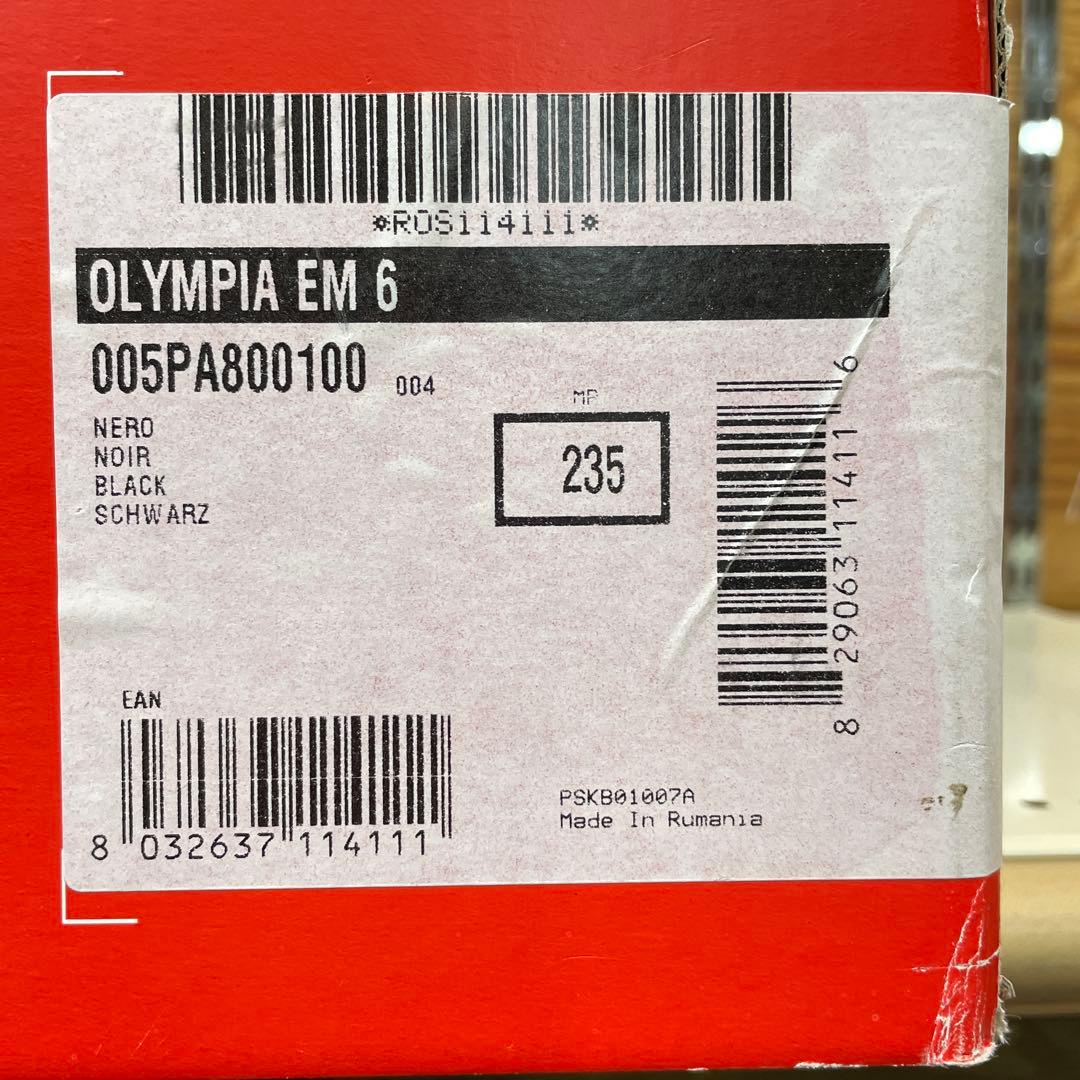 *ROS114111*
OLYMPIA EM 6
005PA800100 004
NERO
NOIR
BLACK
SCHWARZ
MP
235
8 29063 11411 6
EAN
8 032637 114111
PSKB01007A
Made In Rumania